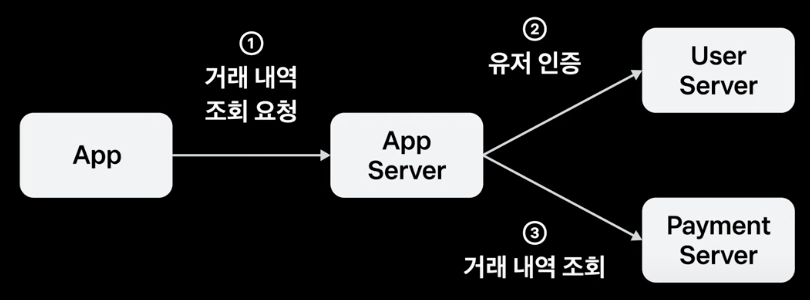 ①
거래 내역
조회 요청
②
유저 인증
User
Server
App
App
Server
③
거래 내역 조회
Payment
Server